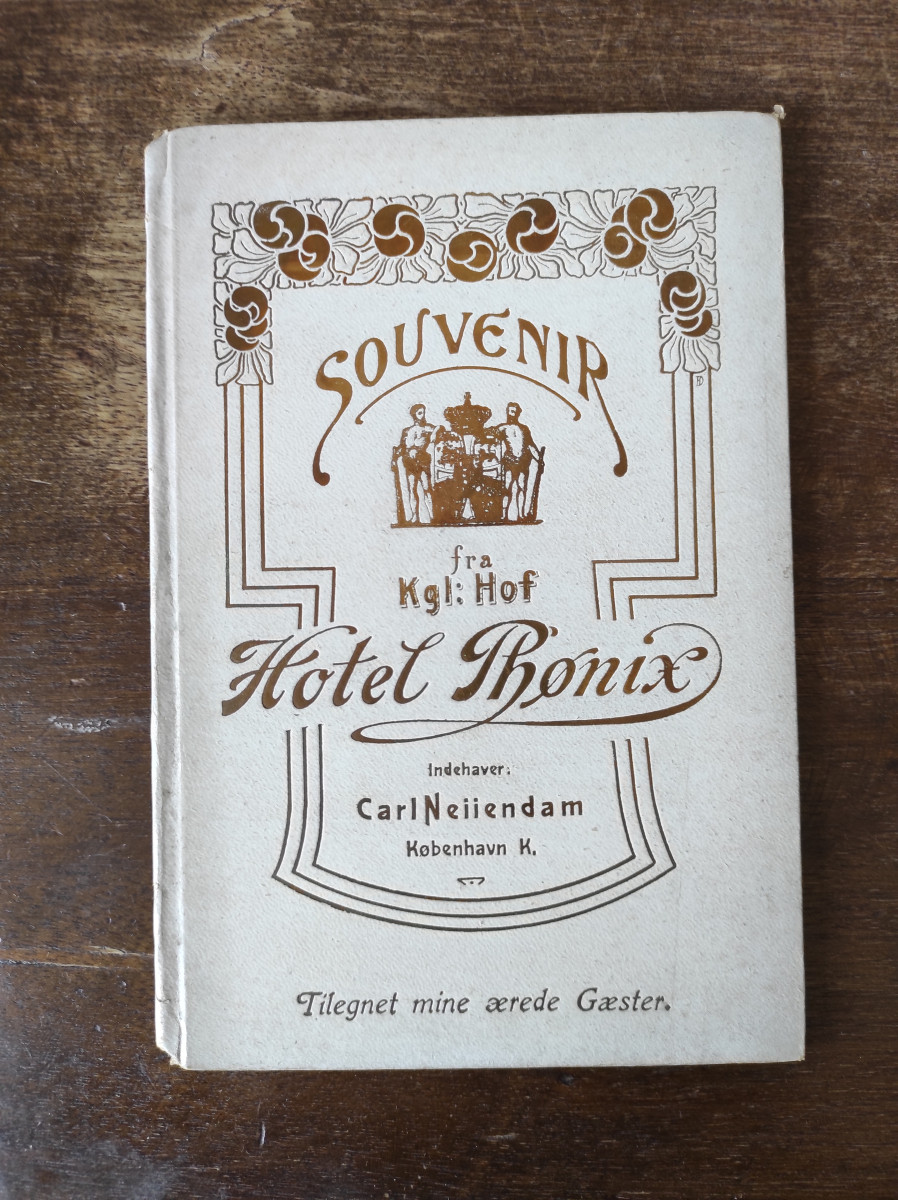 SOUVENIR
fra
Kgl: Hof
Hotel Phønix
Indehaver:
Carl Neiiendam
København K.
Tilegnet mine ærede Gæster.